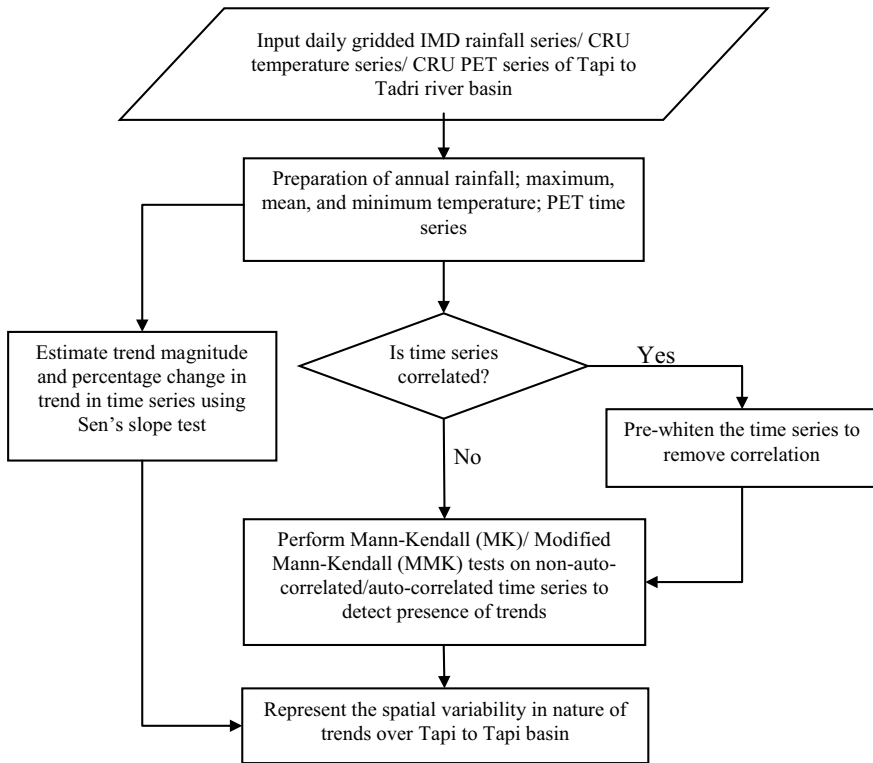 Input daily gridded IMD rainfall series/ CRU
temperature series/ CRU PET series of Tapi to
Tadri river basin
Preparation of annual rainfall; maximum,
mean, and minimum temperature; PET time
series
Estimate trend magnitude
and percentage change in
trend in time series using
Sen’s slope test
Is time series
correlated?
Yes
Pre-whiten the time series to
remove correlation
No
Perform Mann-Kendall (MK)/ Modified
Mann-Kendall (MMK) tests on non-auto-
correlated/auto-correlated time series to
detect presence of trends
Represent the spatial variability in nature of
trends over Tapi to Tapi basin